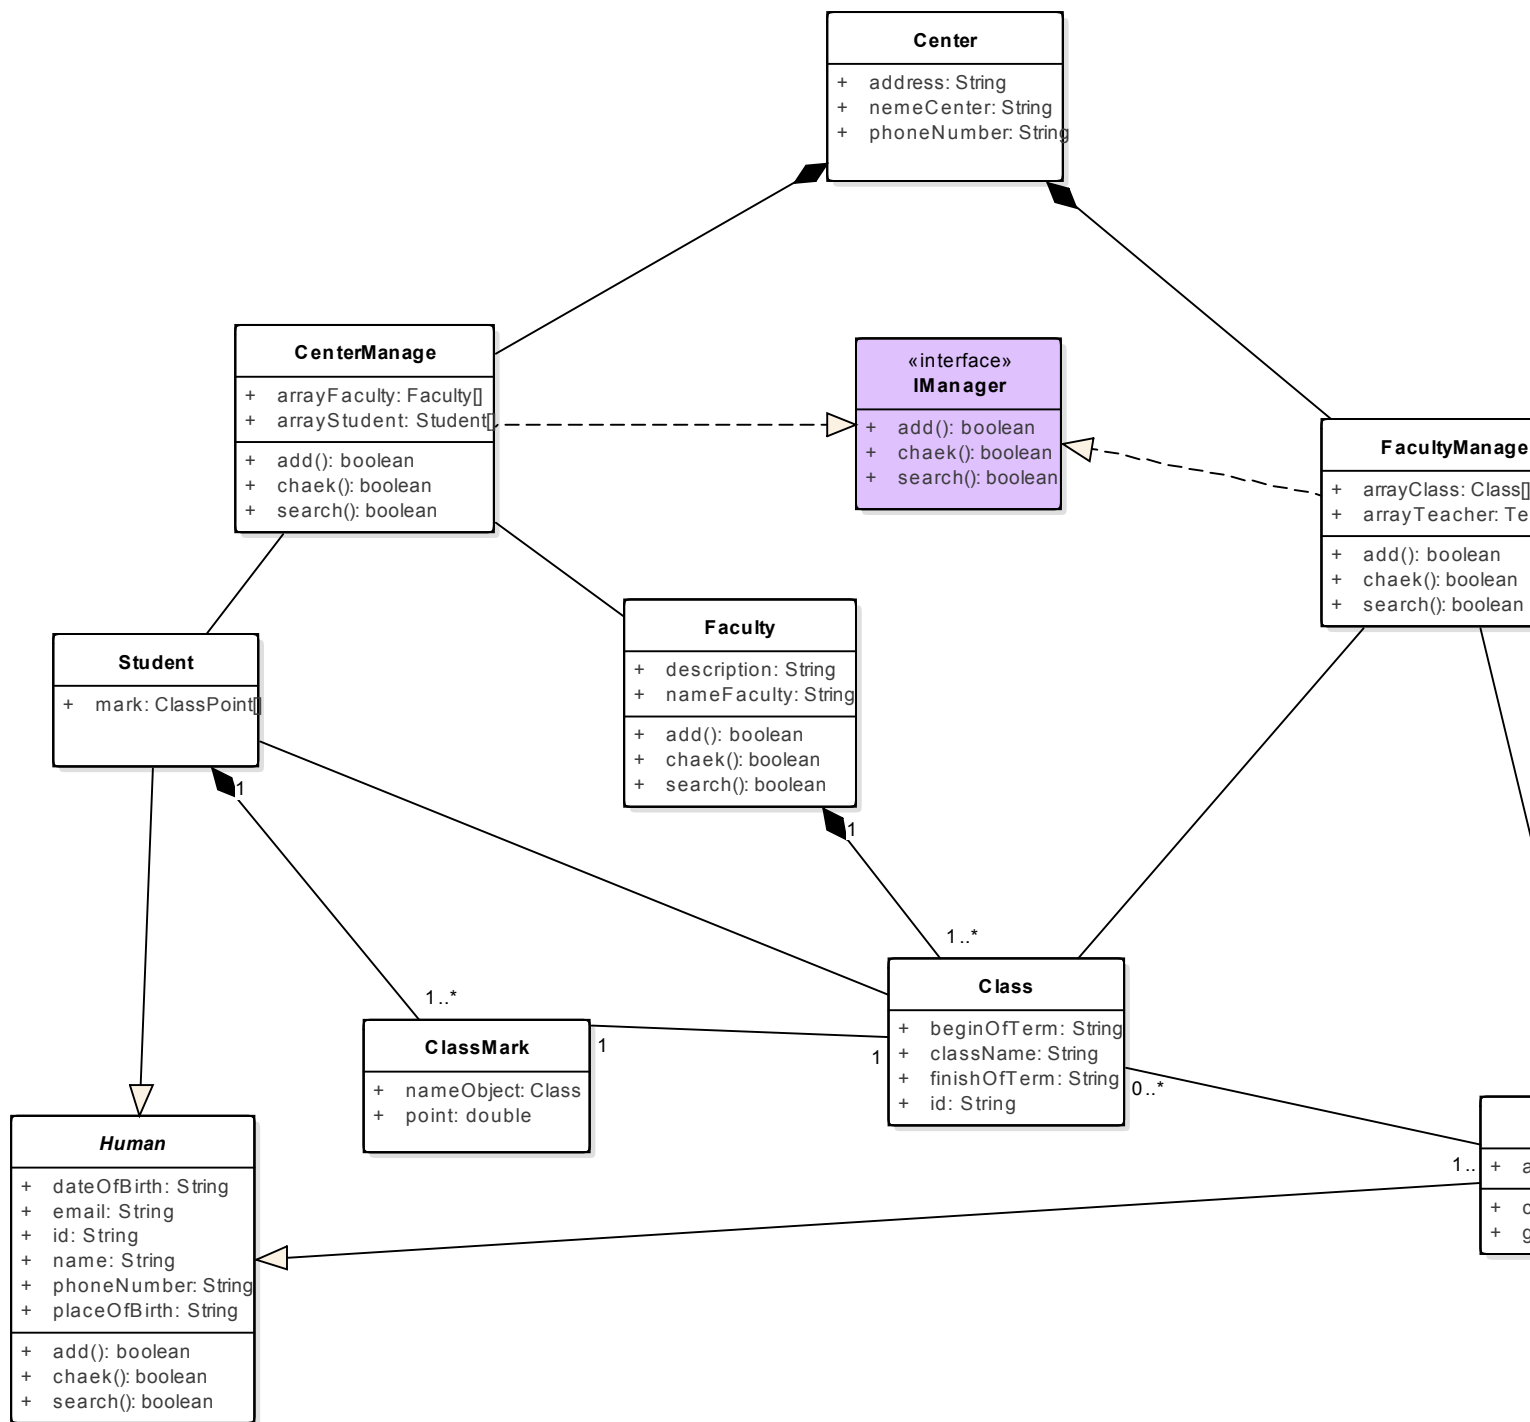 Center
+ address: String
+ nemeCenter: String
+ phoneNumber: String
CenterManage
+ arrayFaculty: Faculty[]
+ arrayStudent: Student[]
+ add(): boolean
+ chaek(): boolean
+ search(): boolean
«interface»
IManager
+ add(): boolean
+ chaek(): boolean
+ search(): boolean
FacultyManage
+ arrayClass: Class[]
+ arrayTeacher: Te
+ add(): boolean
+ chaek(): boolean
+ search(): boolean
Student
+ mark: ClassPoint[]
Faculty
+ description: String
+ nameFaculty: String
+ add(): boolean
+ chaek(): boolean
+ search(): boolean
1
1
1..*
1..*
ClassMark
+ nameObject: Class
+ point: double
1
1
Class
+ beginOfTerm: String
+ className: String
+ finishOfTerm: String
+ id: String
0..*
1..
+ a
+ c
+ g
Human
+ dateOfBirth: String
+ email: String
+ id: String
+ name: String
+ phoneNumber: String
+ placeOfBirth: String
+ add(): boolean
+ chaek(): boolean
+ search(): boolean